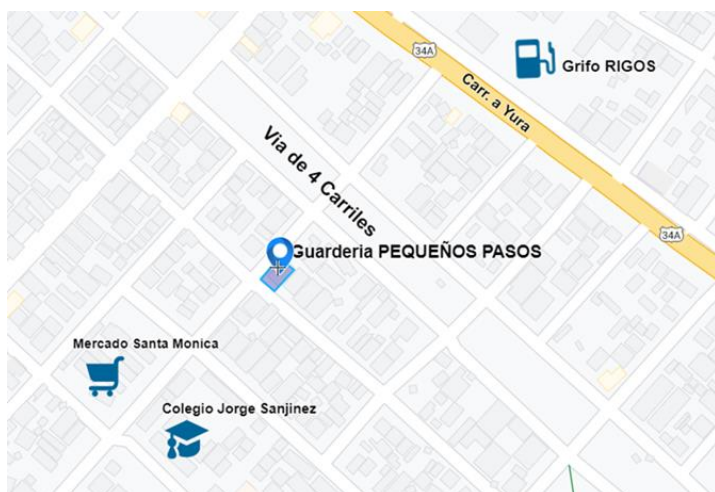 34A
Grifo RIGOS
Carr. a Yura
Via de 4 Carriles
34A
Guarderia PEQUEÑOS PASOS
Mercado Santa Monica
Colegio Jorge Sanjinez